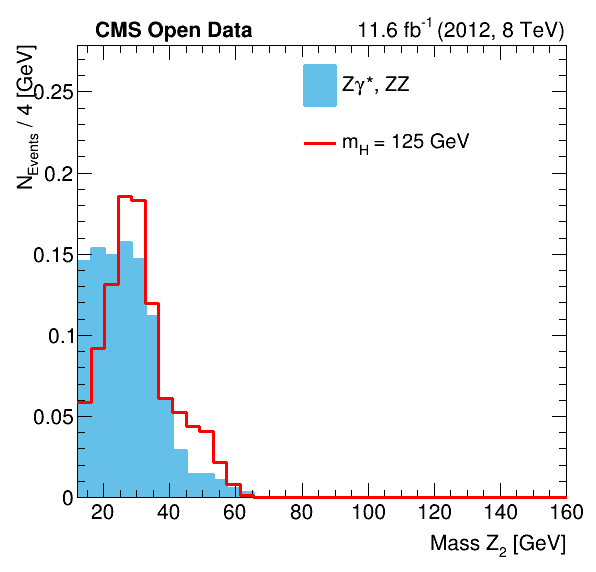 CMS Open Data
11.6 fb⁻¹ (2012, 8 TeV)
N_Events / 4 [GeV]
Zγ*, ZZ
m_H = 125 GeV
0.25
0.2
0.15
0.1
0.05
0
20 40 60 80 100 120 140 160
Mass Z₂ [GeV]